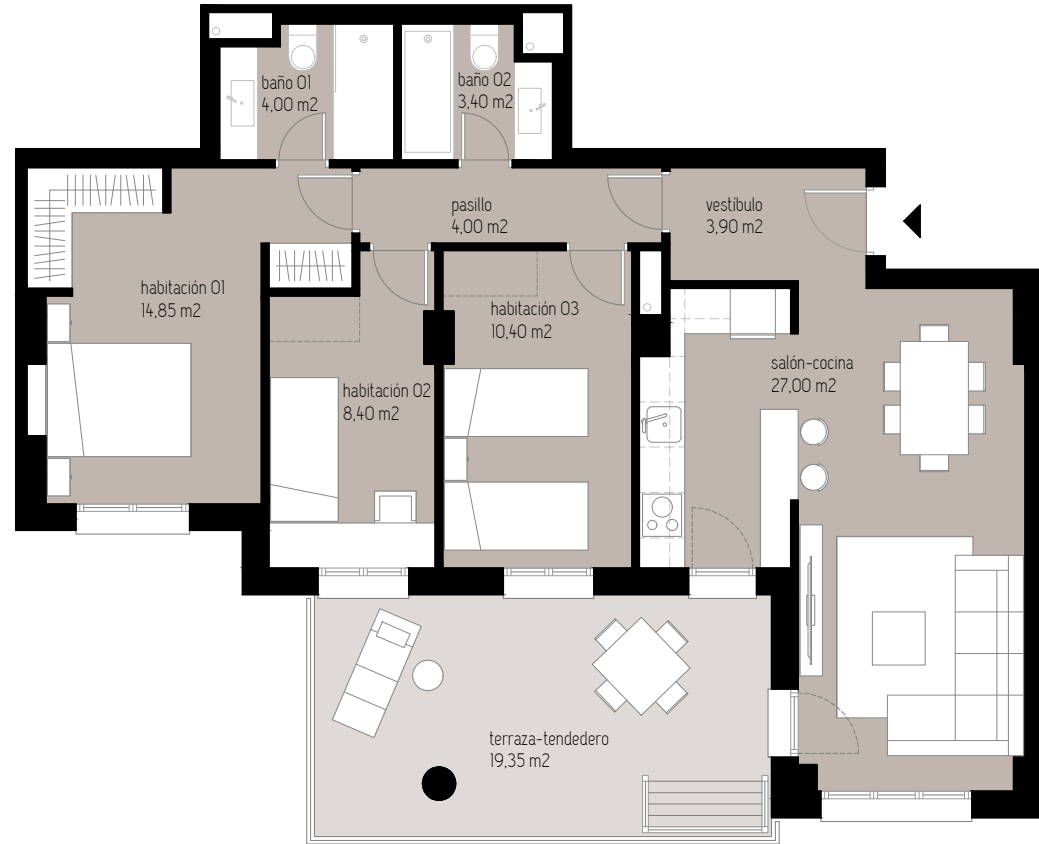 baño 01
4,00 m2
baño 02
3,40 m2
pasillo
4,00 m2
vestíbulo
3,90 m2
habitación 01
14,85 m2
habitación 03
10,40 m2
salón-cocina
27,00 m2
habitación 02
8,40 m2
terraza-tendedero
19,35 m2